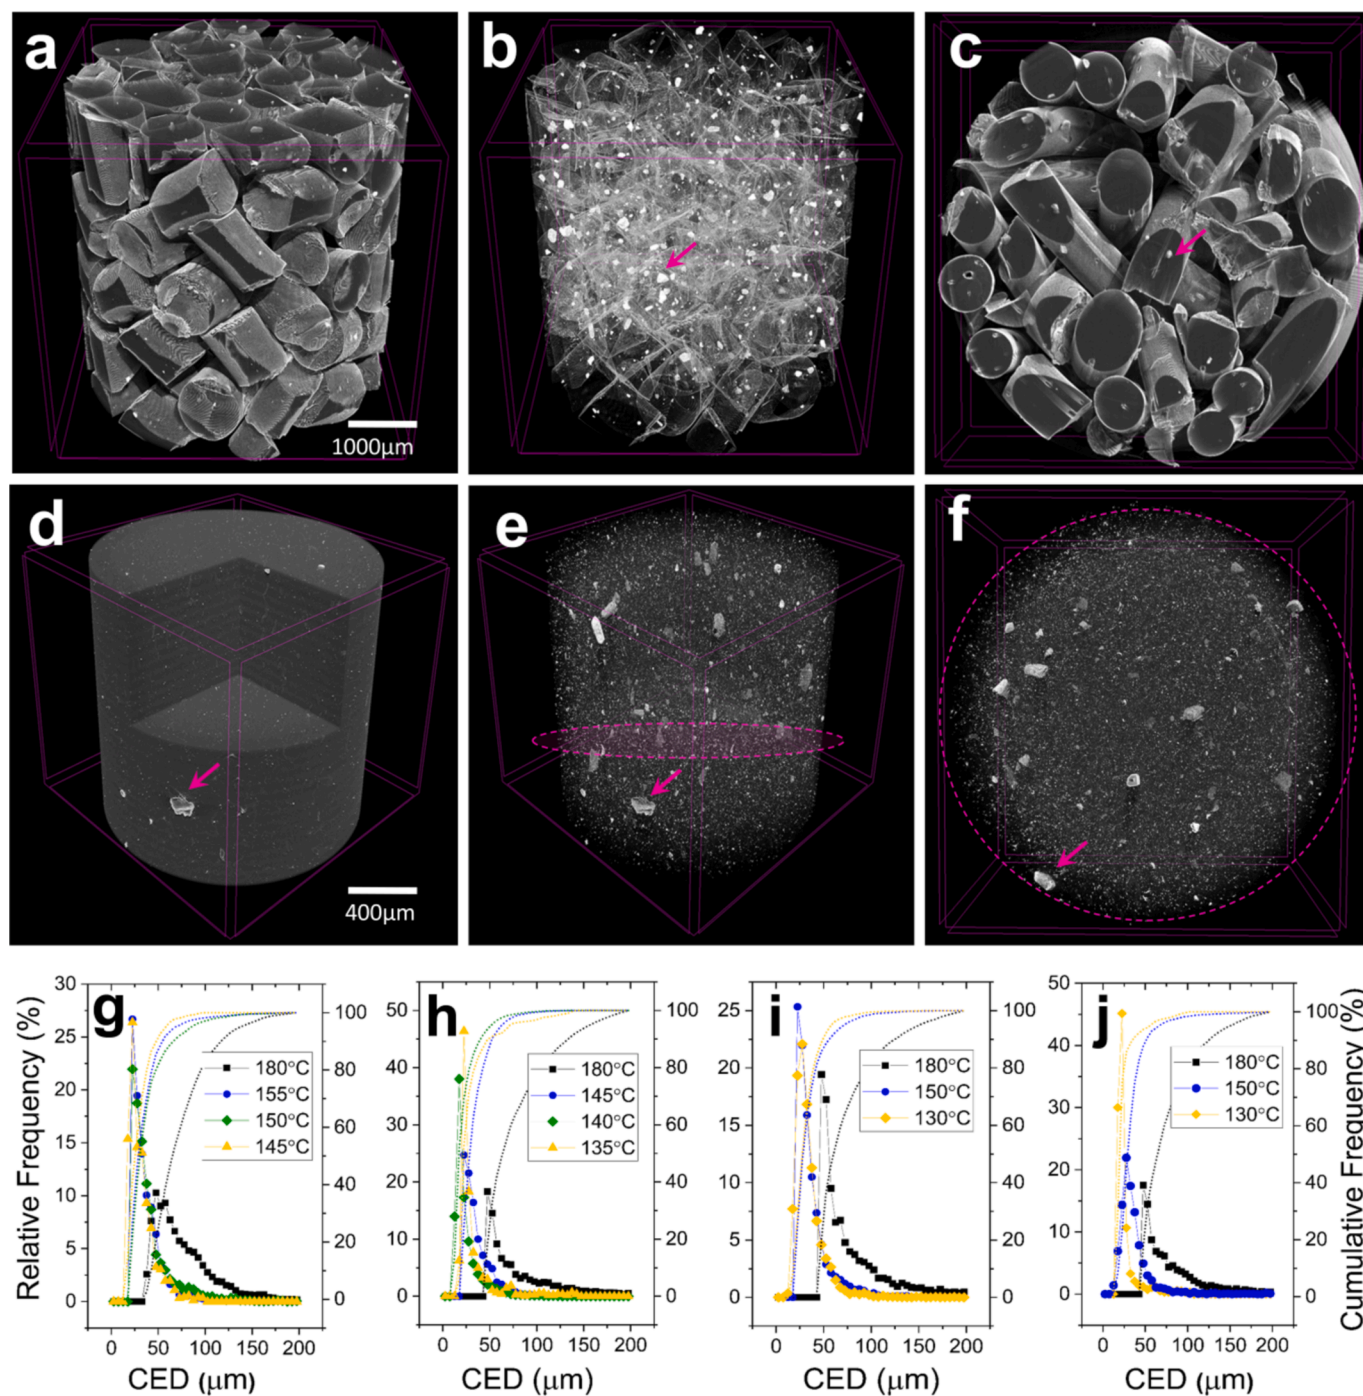 a
b
c
1000µm
d
e
f
400µm
g
h
i
j
Relative Frequency (%)
30
25
20
15
10
5
0
180°C
155°C
150°C
145°C
100
80
60
40
20
0
0 50 100 150 200
CED (µm)
50
40
30
20
10
0
180°C
145°C
140°C
135°C
100
80
60
40
20
0
0 50 100 150 200
CED (µm)
25
20
15
10
5
0
180°C
150°C
130°C
100
80
60
40
20
0
0 50 100 150 200
CED (µm)
50
40
30
20
10
0
180°C
150°C
130°C
100
80
60
40
20
0
0 50 100 150 200
CED (µm)
Cumulative Frequency (%)